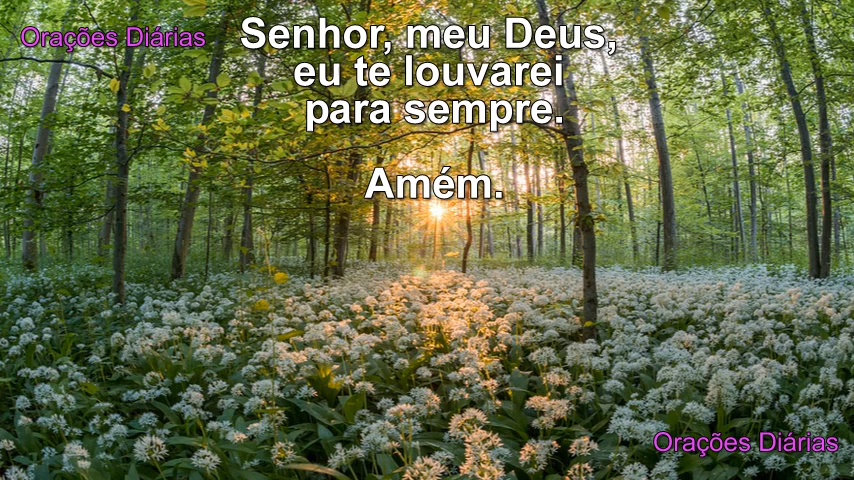 Orações Diárias
Senhor, meu Deus,
eu te louvarei
para sempre.
Amém.
Orações Diárias